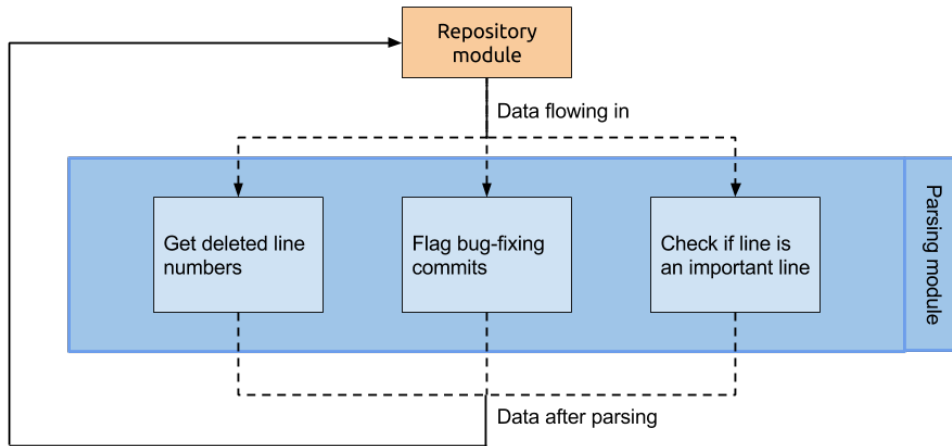 Repository
module
Data flowing in
Get deleted line
numbers
Flag bug-fixing
commits
Check if line is
an important line
Parsing module
Data after parsing